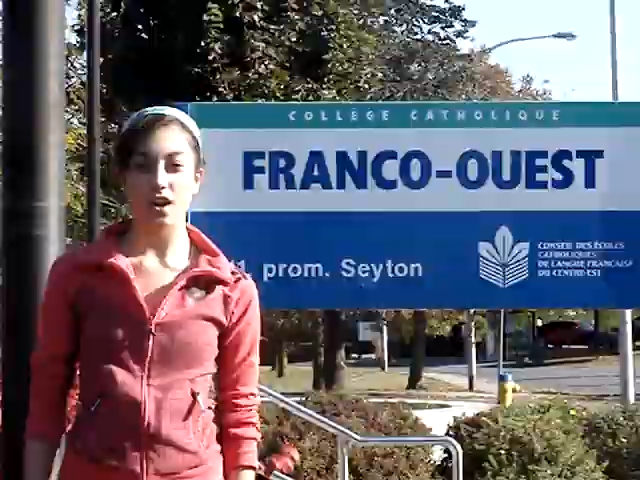 COLLÈGE CATHOLIQUE
FRANCO-OUEST
prom. Seyton
CONSEIL DES ÉCOLES
CATHOLIQUES
DE LANGUE FRANÇAISE
DU CENTRE-EST